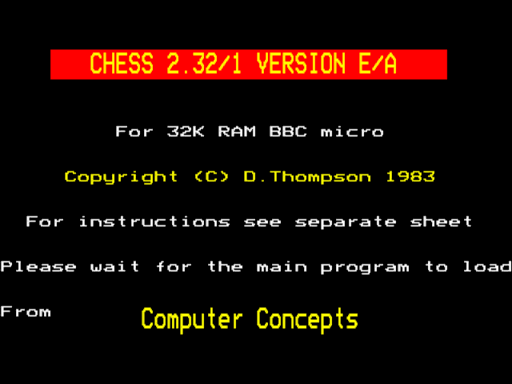 CHESS 2.32/1 VERSION E/A
For 32K RAM BBC micro
Copyright (C) D.Thompson 1983
For instructions see separate sheet
Please wait for the main program to load
From Computer Concepts